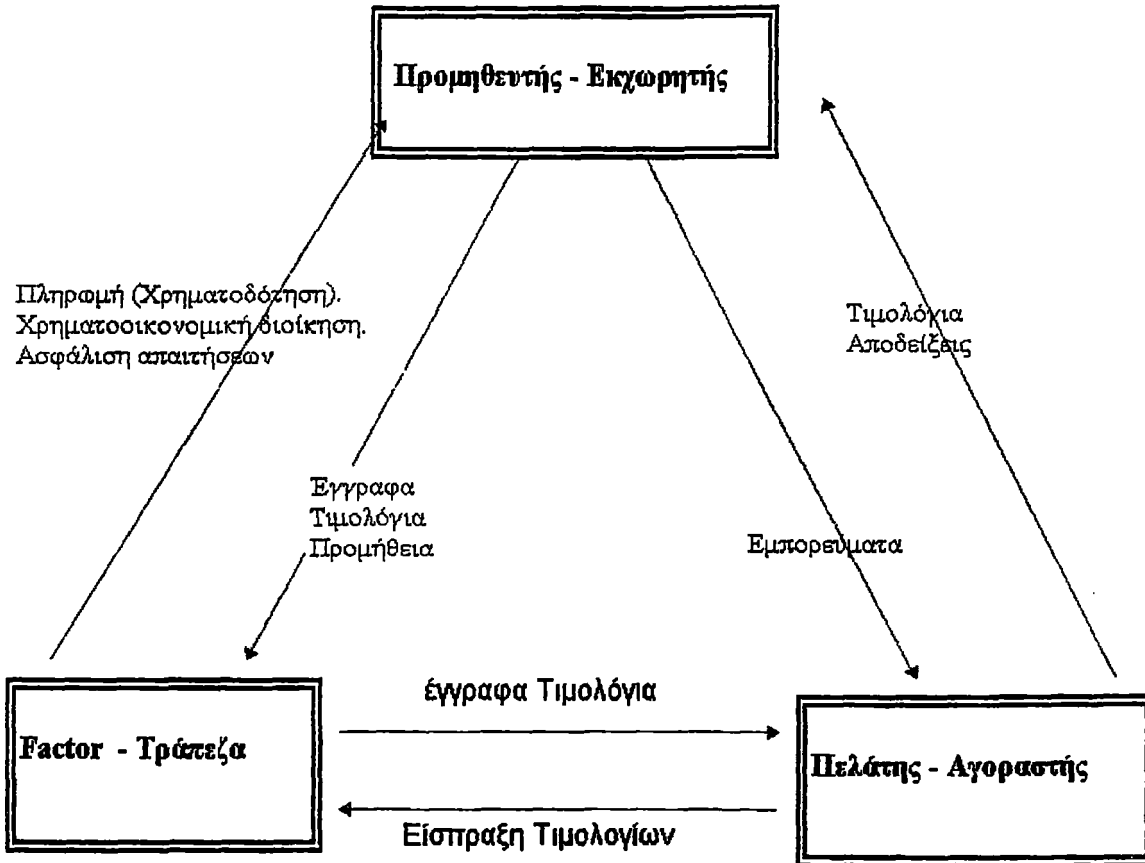 Προμηθευτής - Εκχωρητής
Πληρωμή (Χρηματοδότηση).
Χρηματοοικονομική διοίκηση.
Ασφάλιση απαιτήσεων
Τιμολόγια
Αποδείξεις
Έγγραφα
Τιμολόγια
Προμήθεια
Εμπορεύματα
έγγραφα Τιμολόγια
Factor - Τράπεζα
Πελάτης - Αγοραστής
Είσπραξη Τιμολογίων